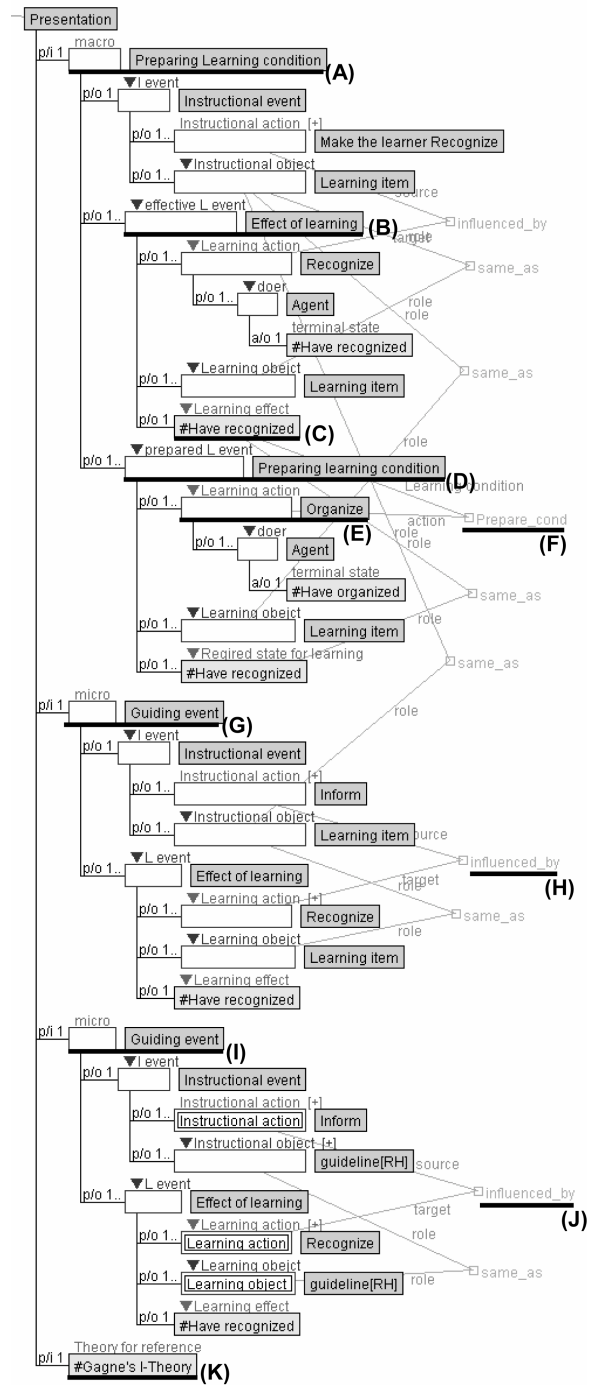 Presentation
macro
p/i 1 Preparing Learning condition (A)
I event
p/o 1 Instructional event
Instructional action [+]
p/o 1.. Make the learner Recognize
Instructional object
p/o 1.. Learning item
source
effective L event
p/o 1.. Effect of learning (B)
influenced_by
target
role
Learning action
p/o 1.. Recognize
same_as
doer
p/o 1.. Agent
role
role
terminal state
a/o 1 #Have recognized
Learning obejct
p/o 1.. Learning item
same_as
Learning effect
p/o 1 #Have recognized (C)
role
prepared L event
p/o 1.. Preparing learning condition (D)
Learning condition
Learning action
p/o 1.. Organize (E)
action
Prepare_cond (F)
role
role
doer
p/o 1.. Agent
terminal state
a/o 1 #Have organized
same_as
Learning obejct
p/o 1.. Learning item
role
Reqired state for learning
p/o 1.. #Have recognized
same_as
micro
p/i 1 Guiding event (G)
role
I event
p/o 1 Instructional event
Instructional action [+]
p/o 1.. Inform
Instructional object
p/o 1.. Learning item
ource
influenced_by (H)
L event
p/o 1.. Effect of learning
target
role
Learning action [+]
p/o 1.. Recognize
same_as
role
Learning obejct
p/o 1.. Learning item
Learning effect
p/o 1 #Have recognized
micro
p/i 1 Guiding event (I)
I event
p/o 1 Instructional event
Instructional action [+]
p/o 1.. Instructional action Inform
Instructional object [+]
p/o 1.. guideline[RH]
source
L event
p/o 1.. Effect of learning
influenced_by (J)
target
Learning action [+]
p/o 1.. Learning action Recognize
role
Learning obejct
p/o 1.. Learning object guideline[RH]
role
same_as
Learning effect
p/o 1 #Have recognized
Theory for reference
p/i 1 #Gagne's I-Theory (K)